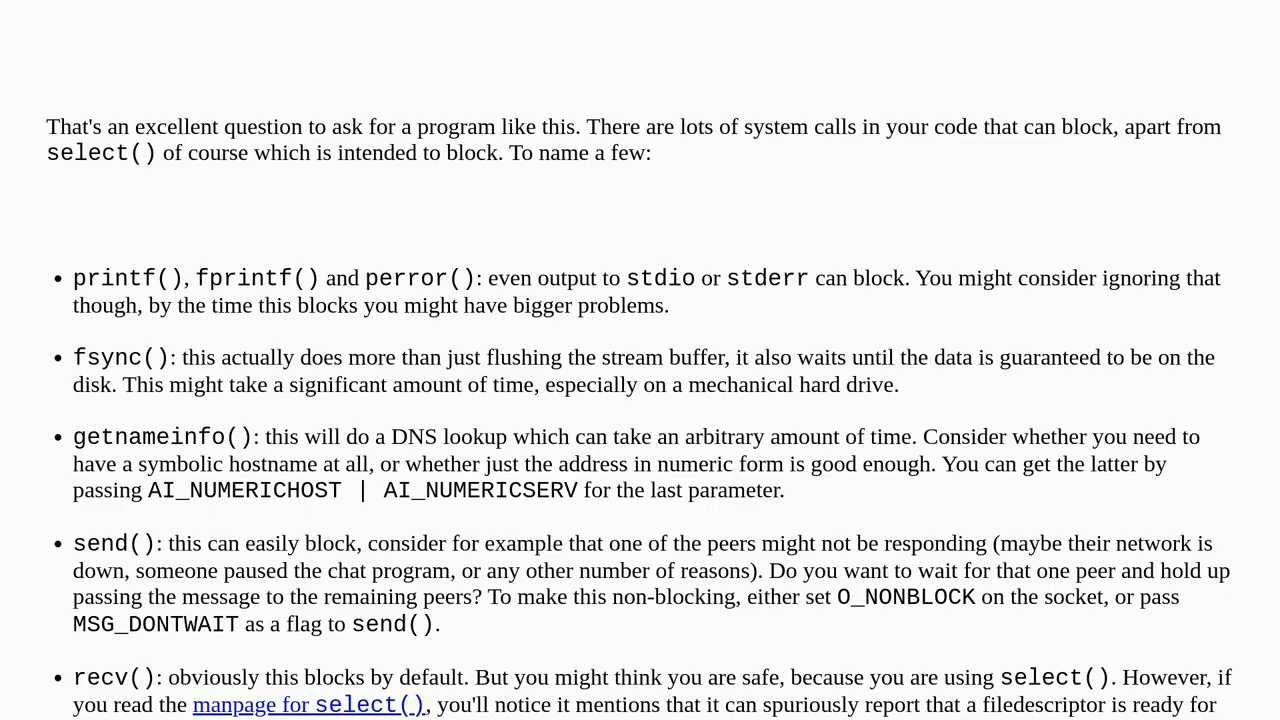 That's an excellent question to ask for a program like this. There are lots of system calls in your code that can block, apart from
select() of course which is intended to block. To name a few:
• printf(), fprintf() and perror(): even output to stdio or stderr can block. You might consider ignoring that
though, by the time this blocks you might have bigger problems.
• fsync(): this actually does more than just flushing the stream buffer, it also waits until the data is guaranteed to be on the
disk. This might take a significant amount of time, especially on a mechanical hard drive.
• getnameinfo(): this will do a DNS lookup which can take an arbitrary amount of time. Consider whether you need to
have a symbolic hostname at all, or whether just the address in numeric form is good enough. You can get the latter by
passing AI_NUMERICHOST | AI_NUMERICSERV for the last parameter.
• send(): this can easily block, consider for example that one of the peers might not be responding (maybe their network is
down, someone paused the chat program, or any other number of reasons). Do you want to wait for that one peer and hold up
passing the message to the remaining peers? To make this non-blocking, either set O_NONBLOCK on the socket, or pass
MSG_DONTWAIT as a flag to send().
• recv(): obviously this blocks by default. But you might think you are safe, because you are using select(). However, if
you read the manpage for select(), you'll notice it mentions that it can spuriously report that a filedescriptor is ready for